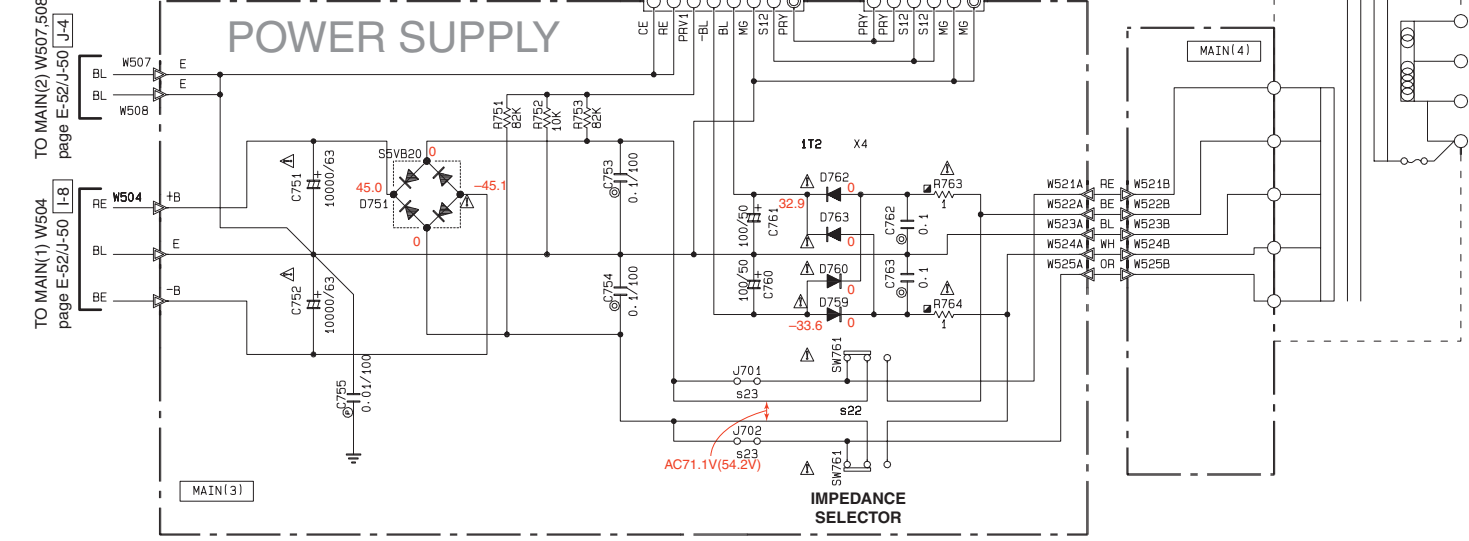 POWER SUPPLY
TO MAIN(2) W507,508
page E-52/J-50 J-4
BL
W507
E
BL
E
W508
TO MAIN(1) W504
page E-52/J-50 I-8
RE
W504
+B
BL
E
BE
-B
CE
RE
PRV1
-BL
BL
MG
S12
PRY
PRY
PRY
S12
S12
MG
MG
R751
82K
R752
10K
R753
82K
C751
10000/63
S5VB20
0
45.0
-45.1
D751
0
C752
10000/63
C753
0.1/100
C754
0.1/100
C755
0.01/100
P
1T2 X4
D762
0
32.9
D763
0
D760
0
D759
0
-33.6
100/50
C761
100/50
C760
C762
0.1
C763
0.1
R763
1
R764
1
SW761
J701
s23
s22
J702
s23
AC71.1V(54.2V)
SW761
IMPEDANCE
SELECTOR
MAIN(3)
MAIN(4)
W521A RE W521B
W522A BE W522B
W523A BL W523B
W524A WH W524B
W525A OR W525B